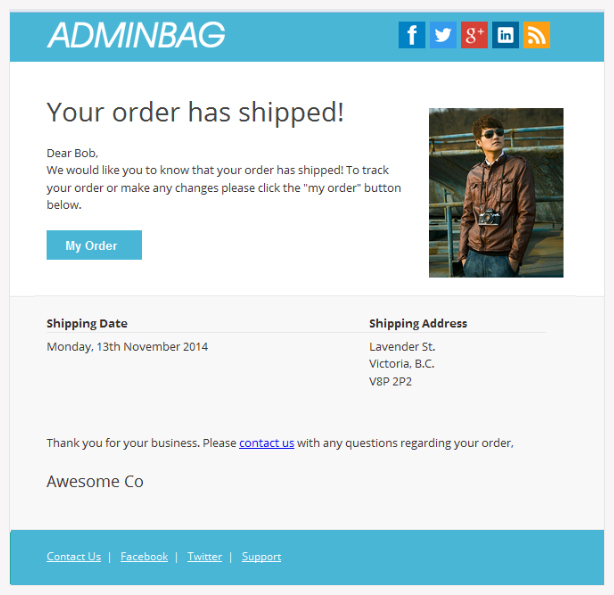 ADMINBAG
Your order has shipped!
Dear Bob,
We would like you to know that your order has shipped! To track
your order or make any changes please click the "my order" button
below.
My Order
Shipping Date
Shipping Address
Monday, 13th November 2014
Lavender St.
Victoria, B.C.
V8P 2P2
Thank you for your business. Please contact us with any questions regarding your order,
Awesome Co
Contact Us | Facebook | Twitter | Support